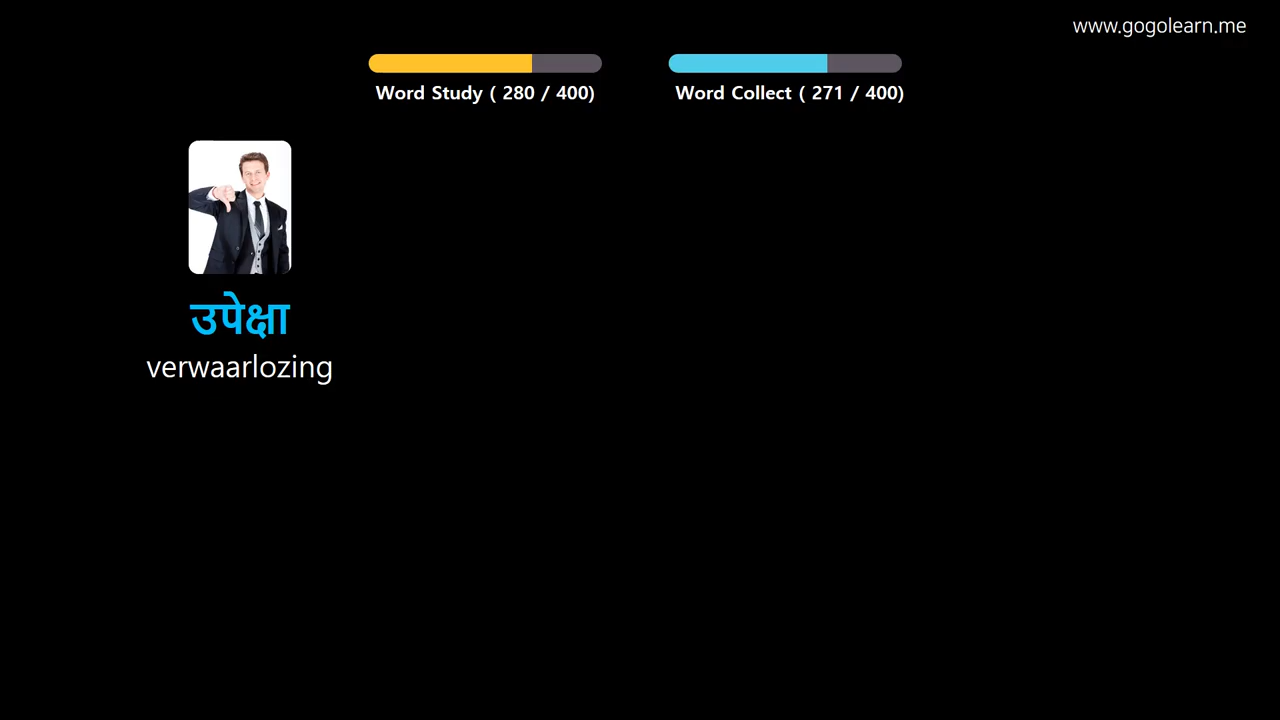 www.gogolearn.me
Word Study ( 280 / 400)
Word Collect ( 271 / 400)
उपेक्षा
verwaarlozing